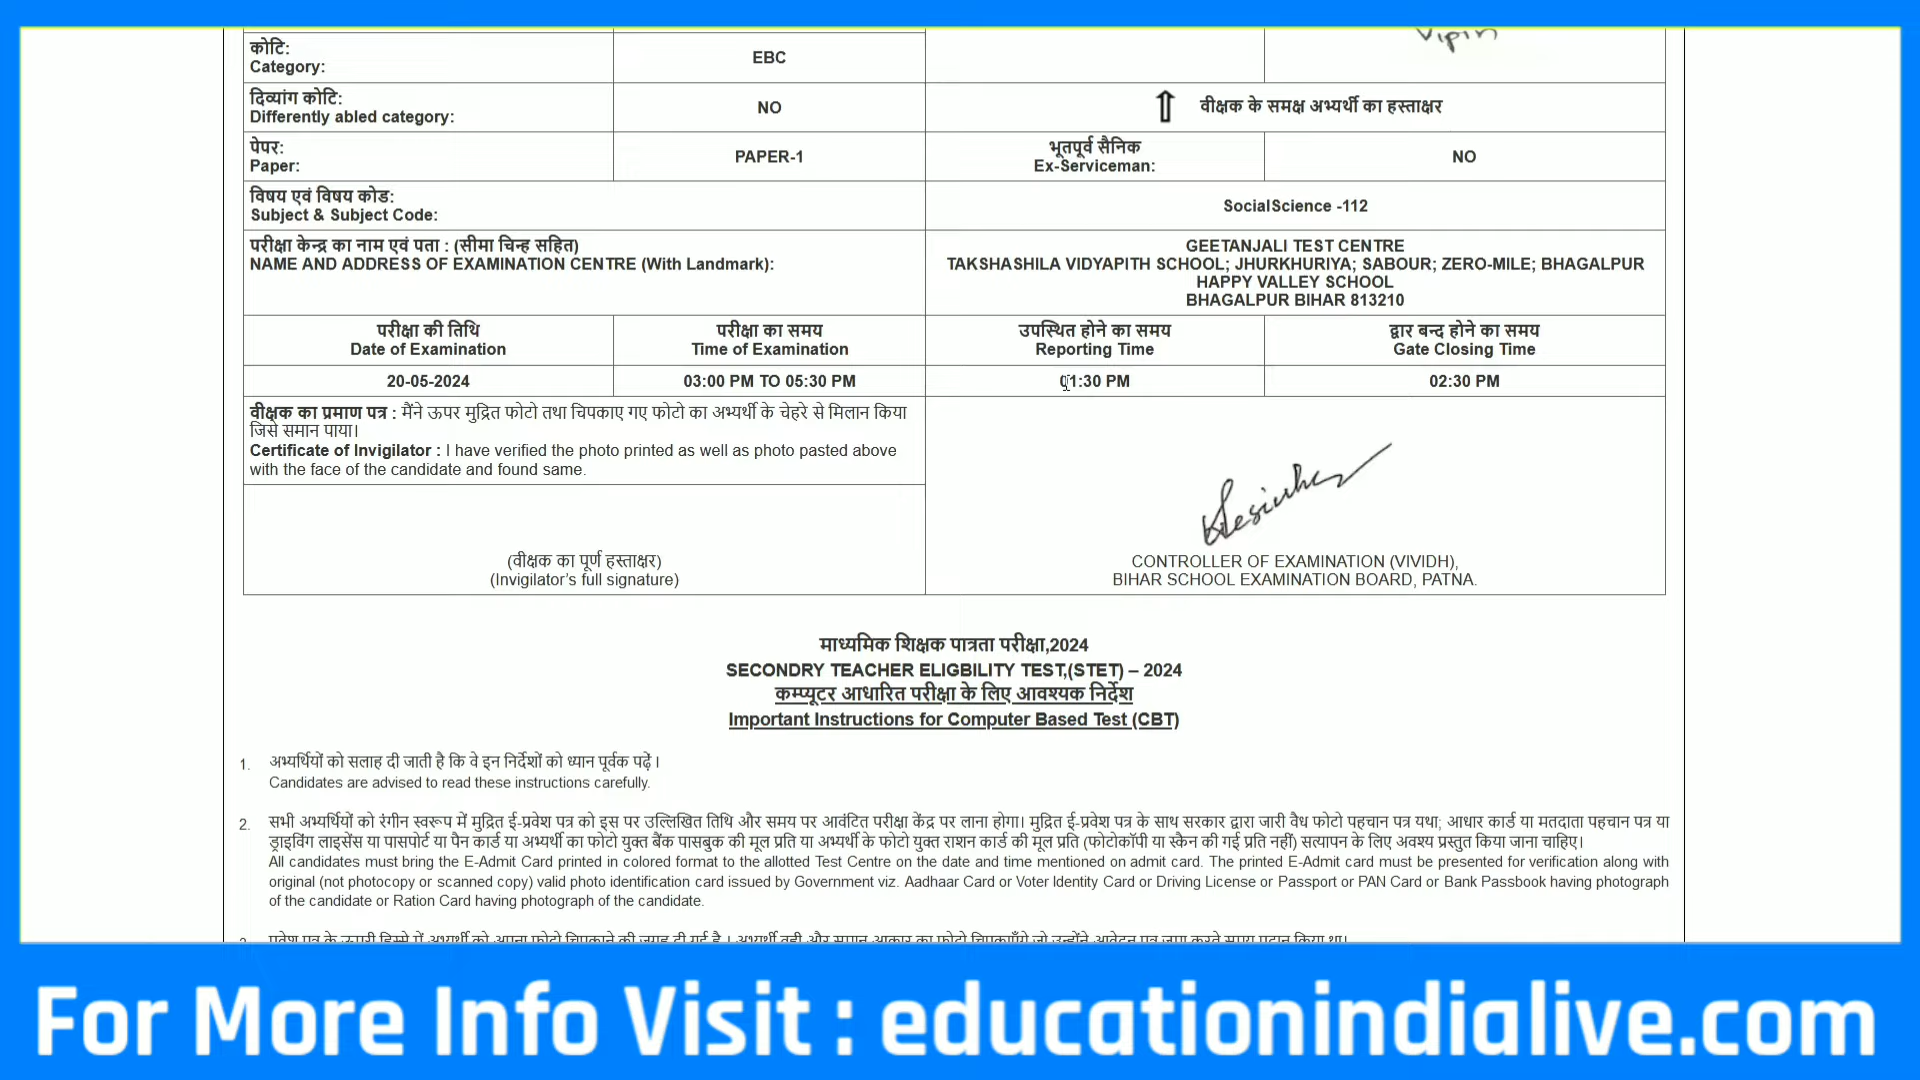 Vipin
कोटि:
Category:
EBC
दिव्यांग कोटि:
Differently abled category:
NO
⇧ वीक्षक के समक्ष अभ्यर्थी का हस्ताक्षर
पेपर:
Paper:
PAPER-1
भूतपूर्व सैनिक
Ex-Serviceman:
NO
विषय एवं विषय कोड:
Subject & Subject Code:
SocialScience -112
परीक्षा केन्द्र का नाम एवं पता : (सीमा चिन्ह सहित)
NAME AND ADDRESS OF EXAMINATION CENTRE (With Landmark):
GEETANJALI TEST CENTRE
TAKSHASHILA VIDYAPITH SCHOOL; JHURKHURIYA; SABOUR; ZERO-MILE; BHAGALPUR
HAPPY VALLEY SCHOOL
BHAGALPUR BIHAR 813210
परीक्षा की तिथि
Date of Examination
परीक्षा का समय
Time of Examination
उपस्थित होने का समय
Reporting Time
द्वार बन्द होने का समय
Gate Closing Time
20-05-2024
03:00 PM TO 05:30 PM
01:30 PM
02:30 PM
वीक्षक का प्रमाण पत्र : मैंने ऊपर मुद्रित फोटो तथा चिपकाए गए फोटो का अभ्यर्थी के चेहरे से मिलान किया
जिसे समान पाया।
Certificate of Invigilator : I have verified the photo printed as well as photo pasted above
with the face of the candidate and found same.
(वीक्षक का पूर्ण हस्ताक्षर)
(Invigilator's full signature)
CONTROLLER OF EXAMINATION (VIVIDH),
BIHAR SCHOOL EXAMINATION BOARD, PATNA.
माध्यमिक शिक्षक पात्रता परीक्षा,2024
SECONDRY TEACHER ELIGBILITY TEST,(STET) – 2024
कम्प्यूटर आधारित परीक्षा के लिए आवश्यक निर्देश
Important Instructions for Computer Based Test (CBT)
1. अभ्यर्थियों को सलाह दी जाती है कि वे इन निर्देशों को ध्यान पूर्वक पढ़ें।
Candidates are advised to read these instructions carefully.
2. सभी अभ्यर्थियों को रंगीन स्वरूप में मुद्रित ई-प्रवेश पत्र को इस पर उल्लिखित तिथि और समय पर आवंटित परीक्षा केंद्र पर लाना होगा। मुद्रित ई-प्रवेश पत्र के साथ सरकार द्वारा जारी वैध फोटो पहचान पत्र यथा; आधार कार्ड या मतदाता पहचान पत्र या
ड्राइविंग लाइसेंस या पासपोर्ट या पैन कार्ड या अभ्यर्थी का फोटो युक्त बैंक पासबुक की मूल प्रति या अभ्यर्थी के फोटो युक्त राशन कार्ड की मूल प्रति (फोटोकॉपी या स्कैन की गई प्रति नहीं) सत्यापन के लिए अवश्य प्रस्तुत किया जाना चाहिए।
All candidates must bring the E-Admit Card printed in colored format to the allotted Test Centre on the date and time mentioned on admit card. The printed E-Admit card must be presented for verification along with
original (not photocopy or scanned copy) valid photo identification card issued by Government viz. Aadhaar Card or Voter Identity Card or Driving License or Passport or PAN Card or Bank Passbook having photograph
of the candidate or Ration Card having photograph of the candidate.
For More Info Visit : educationindialive.com